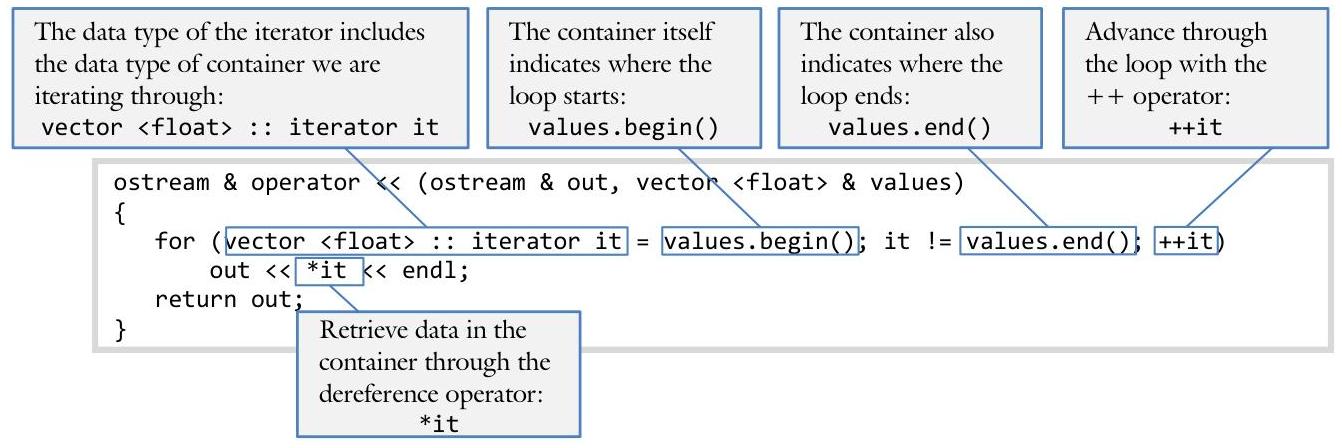 The data type of the iterator includes
the data type of container we are
iterating through:
vector <float> :: iterator it
The container itself
indicates where the
loop starts:
values.begin()
The container also
indicates where the
loop ends:
values.end()
Advance through
the loop with the
++ operator:
++it
ostream & operator << (ostream & out, vector <float> & values)
{
for (vector <float> :: iterator it = values.begin(); it != values.end(); ++it)
out << *it << endl;
return out;
}
Retrieve data in the
container through the
dereference operator:
*it